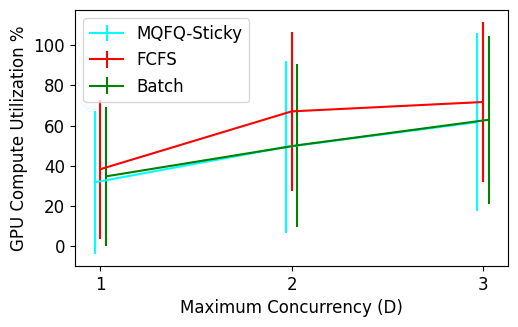 MQFQ-Sticky
FCFS
Batch
GPU Compute Utilization %
100
80
60
40
20
0
1
2
3
Maximum Concurrency (D)